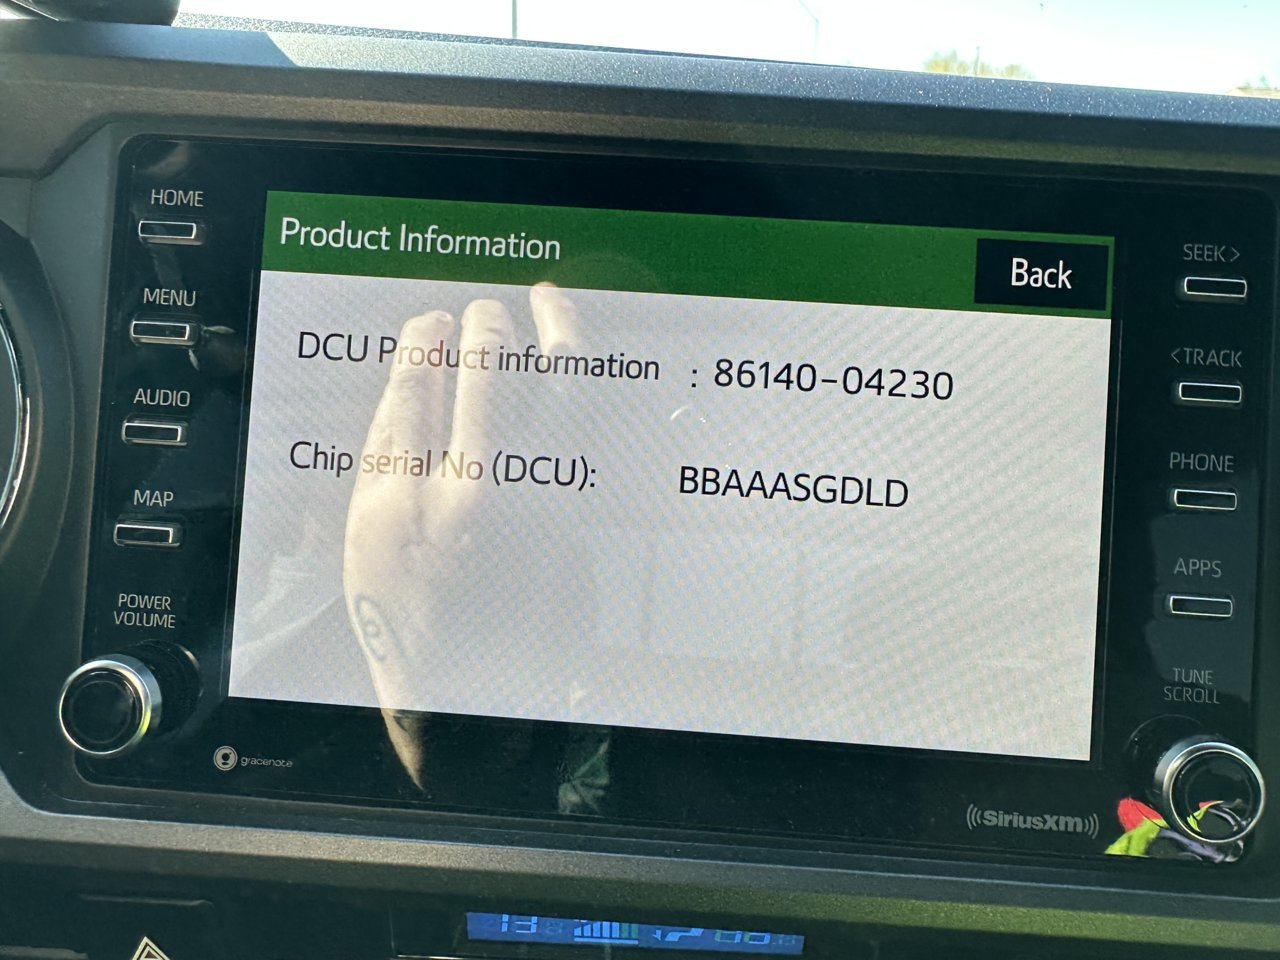 HOME
MENU
AUDIO
MAP
POWER
VOLUME
Product Information
Back
DCU Product information : 86140-04230
Chip serial No (DCU): BBAAASGDLD
SEEK >
< TRACK
PHONE
APPS
TUNE
SCROLL
gracenote
((SiriusXM))